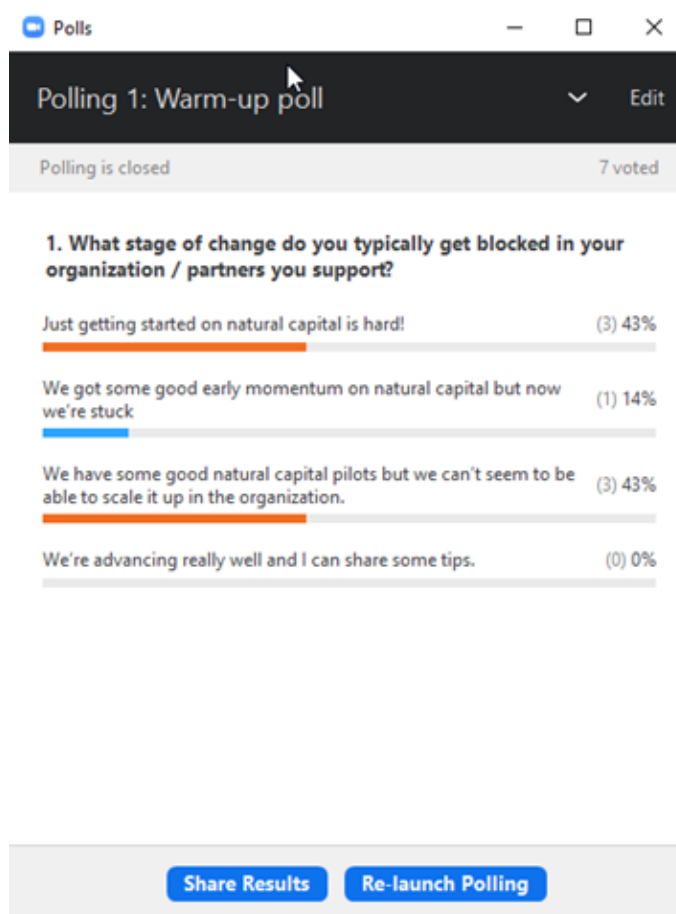 Polls
Polling 1: Warm-up poll
Edit
Polling is closed
7 voted
1. What stage of change do you typically get blocked in your
organization / partners you support?
Just getting started on natural capital is hard!
(3) 43%
We got some good early momentum on natural capital but now
we're stuck
(1) 14%
We have some good natural capital pilots but we can't seem to be
able to scale it up in the organization.
(3) 43%
We're advancing really well and I can share some tips.
(0) 0%
Share Results
Re-launch Polling